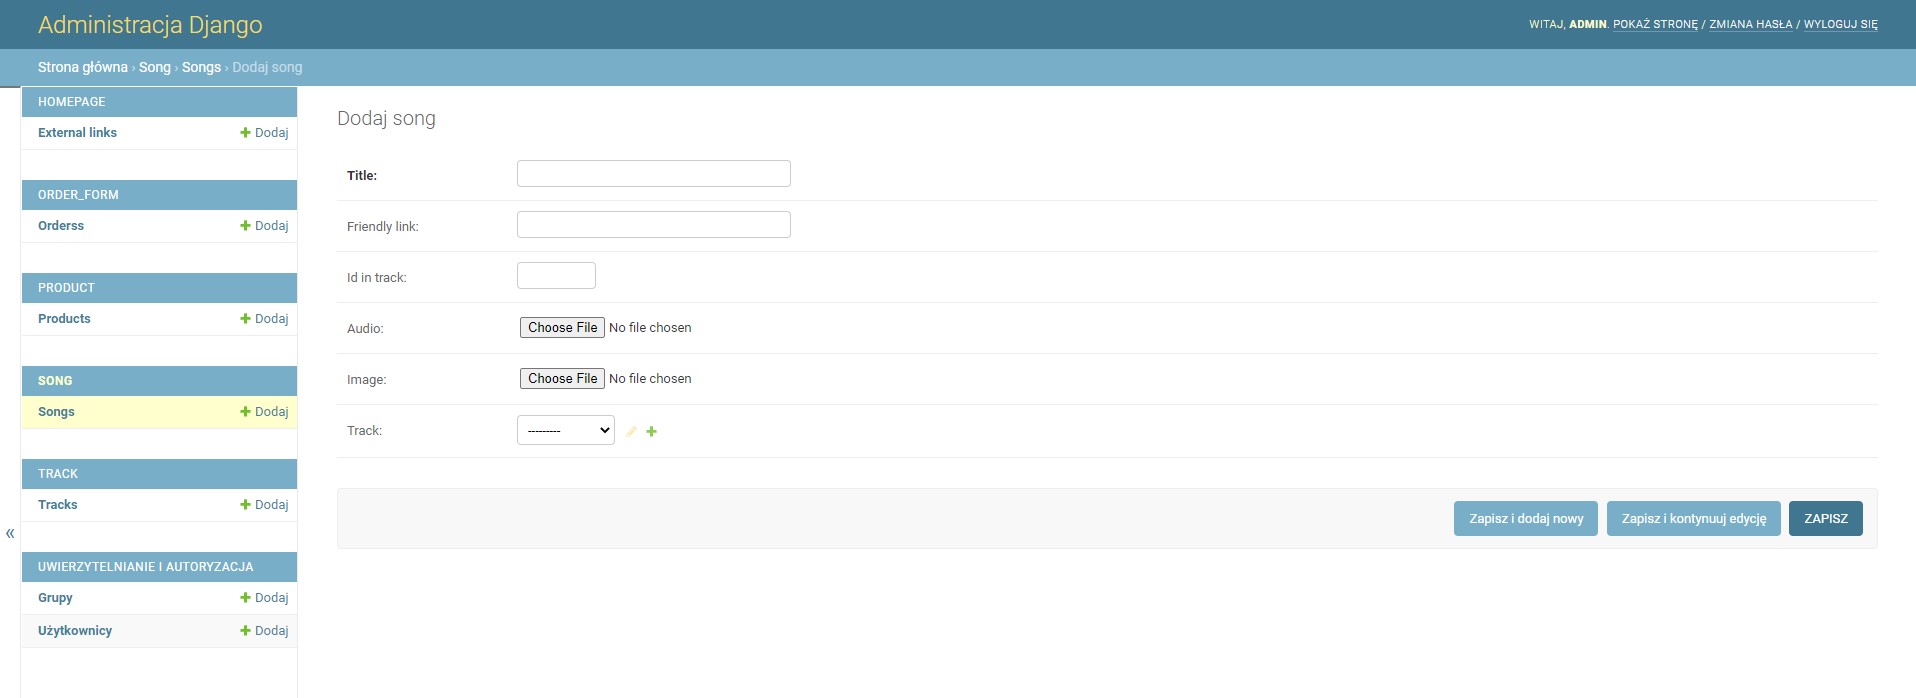 Administracja Django
WITAJ, ADMIN. POKAŻ STRONĘ / ZMIANA HASŁA / WYLOGUJ SIĘ
Strona główna › Song › Songs › Dodaj song
HOMEPAGE
External links
Dodaj
ORDER_FORM
Orderss
Dodaj
PRODUCT
Products
Dodaj
SONG
Songs
Dodaj
TRACK
Tracks
Dodaj
«
UWIERZYTELNIANIE I AUTORYZACJA
Grupy
Dodaj
Użytkownicy
Dodaj
Dodaj song
Title:
Friendly link:
Id in track:
Audio:
Choose File No file chosen
Image:
Choose File No file chosen
Track:
---------
Zapisz i dodaj nowy
Zapisz i kontynuuj edycję
ZAPISZ